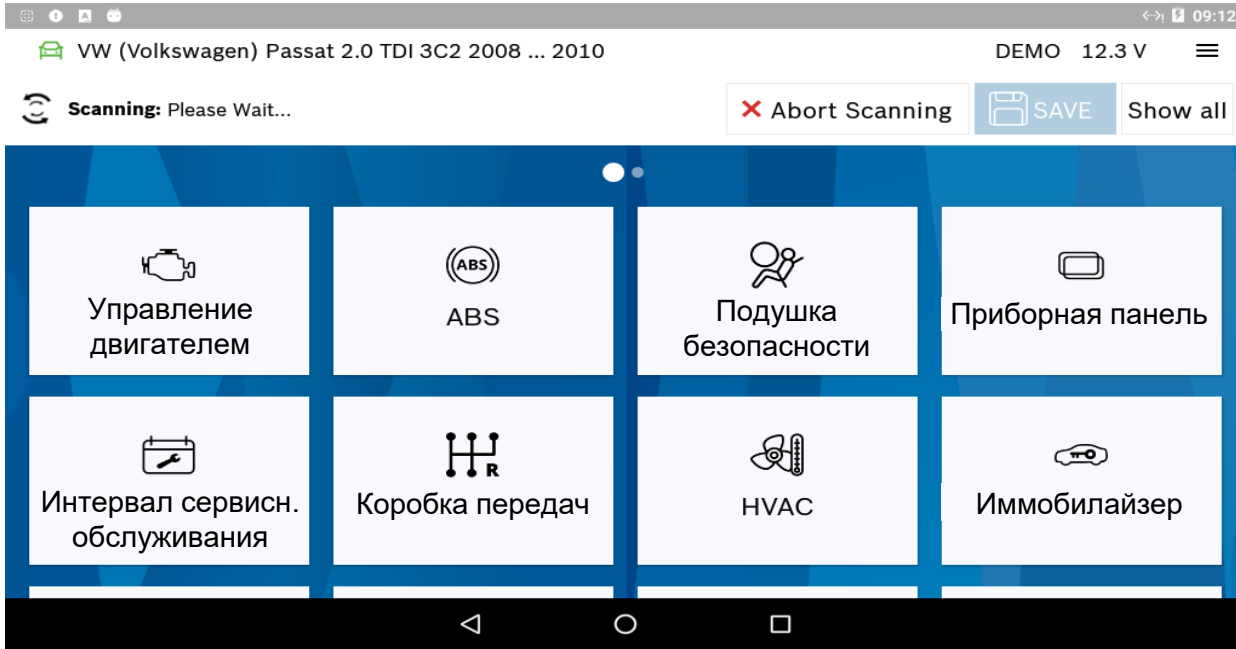 09:12
VW (Volkswagen) Passat 2.0 TDI 3C2 2008 ... 2010
DEMO 12.3 V
Scanning: Please Wait...
Abort Scanning
SAVE
Show all
Управление
двигателем
(ABS)
ABS
Подушка
безопасности
Приборная панель
Интервал сервисн.
обслуживания
R
Коробка передач
HVAC
Иммобилайзер